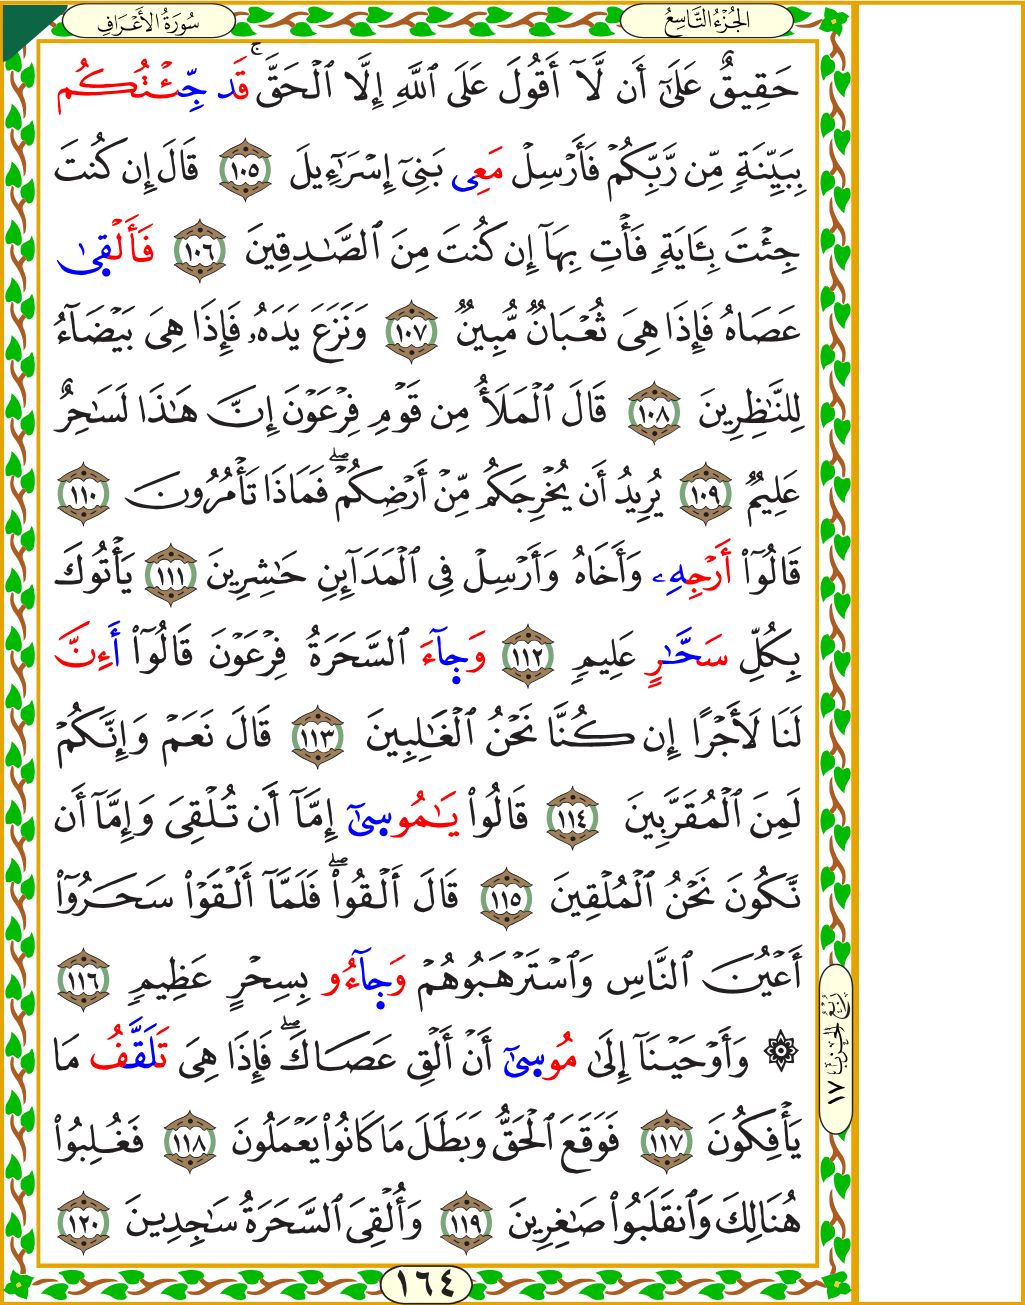 الجُزْءُ التَّاسِعُ
سُورَةُ الأَعْرَافِ
حَقِيقٌ عَلَىٰٓ أَن لَّآ أَقُولَ عَلَى ٱللَّهِ إِلَّا ٱلْحَقَّۚ قَد جِّئْتُكُم
بِبَيِّنَةٍ مِّن رَّبِّكُمْ فَأَرْسِلْ مَعِى بَنِىٓ إِسْرَٰٓءِيلَ ١٠٥ قَالَ إِن كُنتَ
جِئْتَ بِـَٔايَةٍ فَأْتِ بِهَآ إِن كُنتَ مِنَ ٱلصَّـٰدِقِينَ ١٠٦ فَأَلْقَىٰ
عَصَاهُ فَإِذَا هِىَ ثُعْبَانٌ مُّبِينٌ ١٠٧ وَنَزَعَ يَدَهُۥ فَإِذَا هِىَ بَيْضَآءُ
لِلنَّـٰظِرِينَ ١٠٨ قَالَ ٱلْمَلَأُ مِن قَوْمِ فِرْعَوْنَ إِنَّ هَـٰذَا لَسَـٰحِرٌ
عَلِيمٌ ١٠٩ يُرِيدُ أَن يُخْرِجَكُم مِّنْ أَرْضِكُمْۖ فَمَاذَا تَأْمُرُونَ ١١٠
قَالُوٓا۟ أَرْجِهِۦ وَأَخَاهُ وَأَرْسِلْ فِى ٱلْمَدَآئِنِ حَـٰشِرِينَ ١١١ يَأْتُوكَ
بِكُلِّ سَحَّـٰرٍ عَلِيمٍ ١١٢ وَجَآءَ ٱلسَّحَرَةُ فِرْعَوْنَ قَالُوٓا۟ أَءِنَّ
لَنَا لَأَجْرًا إِن كُنَّا نَحْنُ ٱلْغَـٰلِبِينَ ١١٣ قَالَ نَعَمْ وَإِنَّكُمْ
لَمِنَ ٱلْمُقَرَّبِينَ ١١٤ قَالُوا۟ يَـٰمُوسَىٰٓ إِمَّآ أَن تُلْقِىَ وَإِمَّآ أَن
نَّكُونَ نَحْنُ ٱلْمُلْقِينَ ١١٥ قَالَ أَلْقُوا۟ۖ فَلَمَّآ أَلْقَوْا۟ سَحَرُوٓا۟
أَعْيُنَ ٱلنَّاسِ وَٱسْتَرْهَبُوهُمْ وَجَآءُو بِسِحْرٍ عَظِيمٍ ١١٦
۞ وَأَوْحَيْنَآ إِلَىٰ مُوسَىٰٓ أَنْ أَلْقِ عَصَاكَۖ فَإِذَا هِىَ تَلَقَّفُ مَا
يَأْفِكُونَ ١١٧ فَوَقَعَ ٱلْحَقُّ وَبَطَلَ مَا كَانُوا۟ يَعْمَلُونَ ١١٨ فَغُلِبُوا۟
هُنَالِكَ وَٱنقَلَبُوا۟ صَـٰغِرِينَ ١١٩ وَأُلْقِىَ ٱلسَّحَرَةُ سَـٰجِدِينَ ١٢٠
رُبْعُ الحِزْبِ ١٧
١٦٤